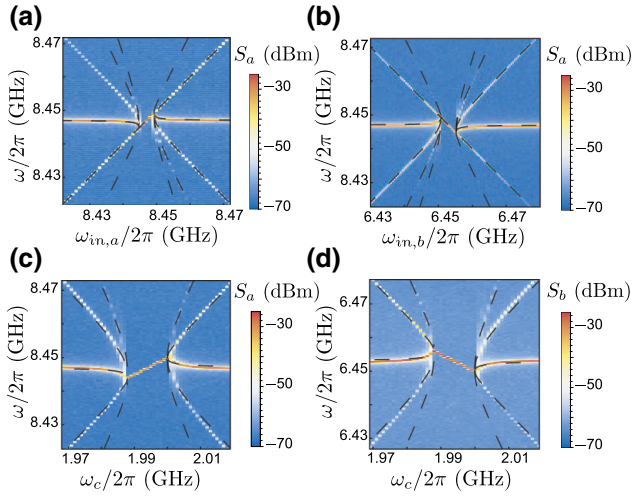 (a)
8.47
8.45
8.43
ω/2π (GHz)
8.43 8.45 8.47
ω_{in,a}/2π (GHz)
S_a (dBm)
−30
−50
−70
(b)
8.47
8.45
8.43
ω/2π (GHz)
6.43 6.45 6.47
ω_{in,b}/2π (GHz)
S_a (dBm)
−30
−50
−70
(c)
8.47
8.45
8.43
ω/2π (GHz)
1.97 1.99 2.01
ω_c/2π (GHz)
S_a (dBm)
−30
−50
−70
(d)
6.47
6.45
6.43
ω/2π (GHz)
1.97 1.99 2.01
ω_c/2π (GHz)
S_b (dBm)
−30
−50
−70